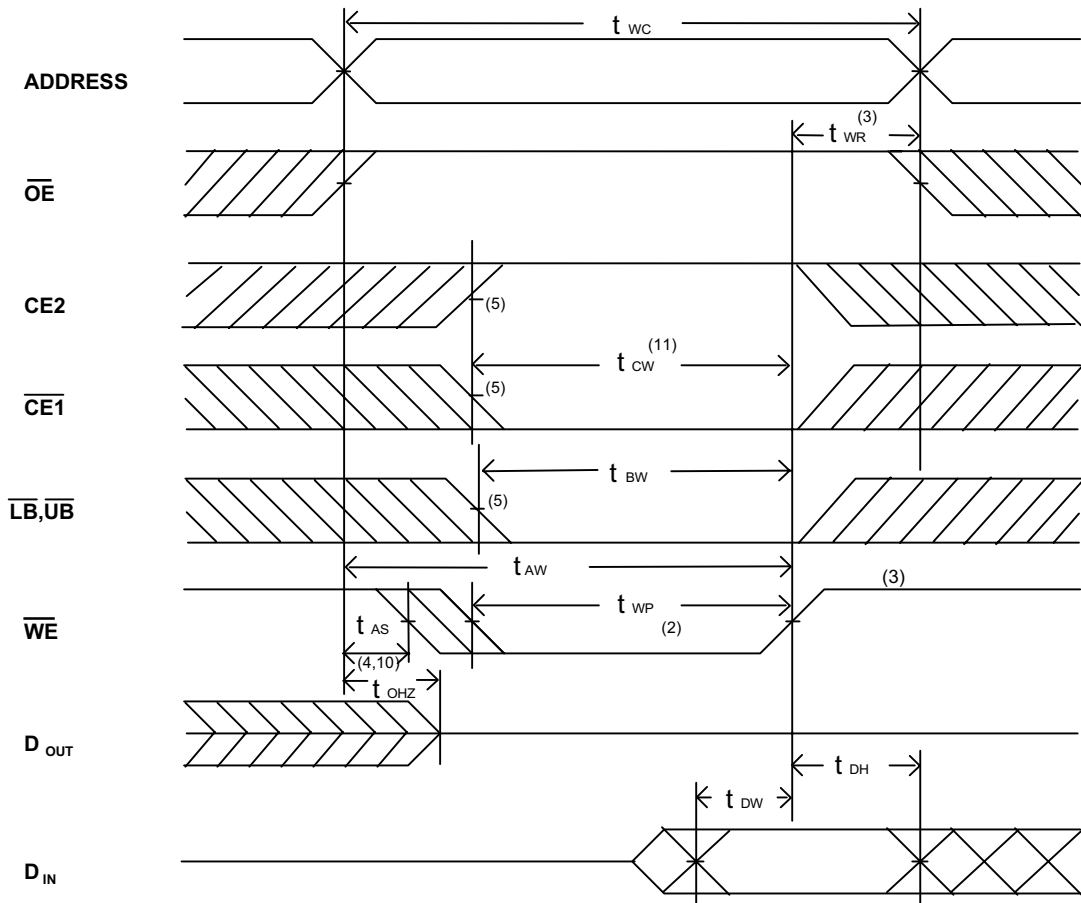 t WC
ADDRESS
t WR (3)
OE
CE2 (5)
t CW (11)
CE1 (5)
t BW
LB,UB (5)
t AW
WE t AS t WP (2) (3)
(4,10)
t OHZ
D OUT
t DH
t DW
D IN